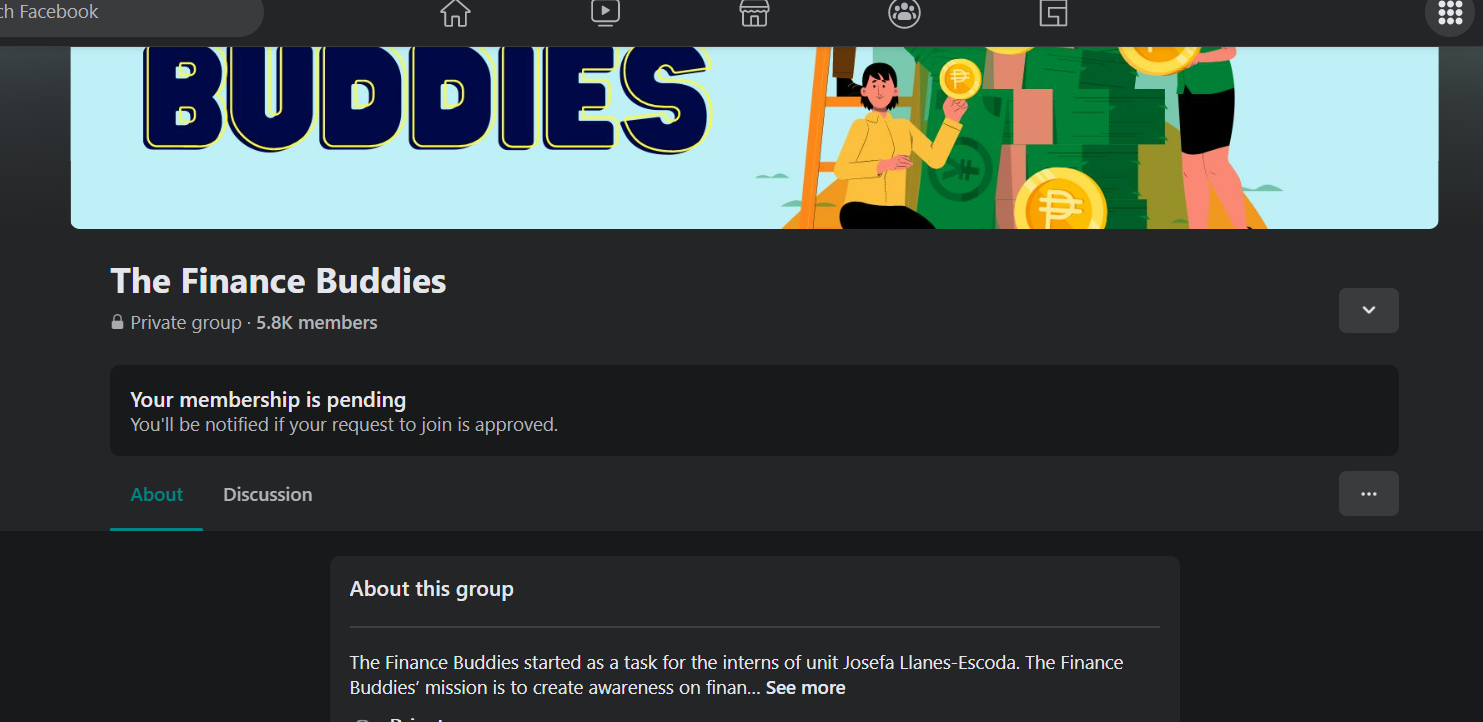 ch Facebook
BUDDIES
The Finance Buddies
Private group · 5.8K members
Your membership is pending
You'll be notified if your request to join is approved.
About Discussion
About this group
The Finance Buddies started as a task for the interns of unit Josefa Llanes-Escoda. The Finance
Buddies’ mission is to create awareness on finan... See more